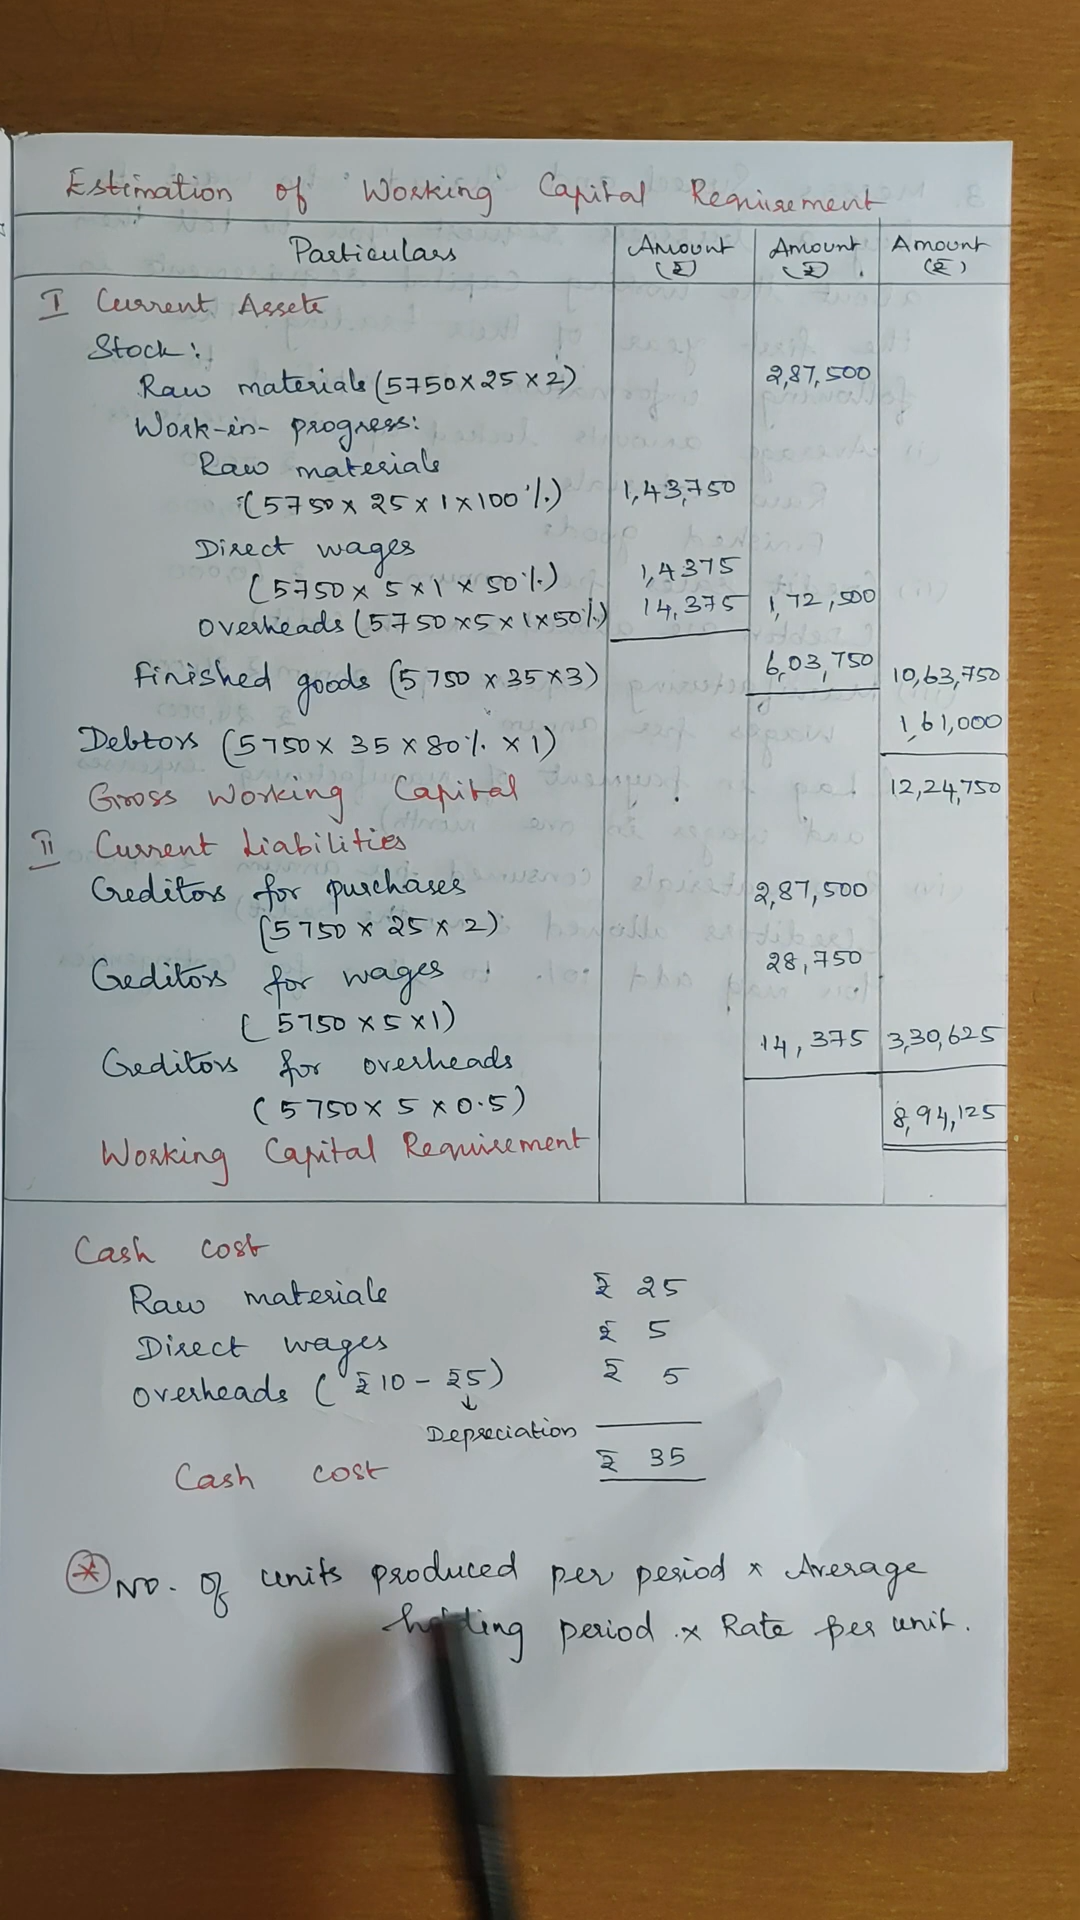 Estimation of Working Capital Requirement
Particulars Amount (₹) Amount (₹) Amount (₹)
I Current Assets
Stock:
Raw materials (5750 x 25 x 2) 2,87,500
Work-in-progress:
Raw materials
(5750 x 25 x 1 x 100%) 1,43,750
Direct wages
(5750 x 5 x 1 x 50%) 1,4375
Overheads (5750 x 5 x 1 x 50%) 14,375 1,72,500
Finished goods (5750 x 35 x 3) 6,03,750 10,63,750
Debtors (5750 x 35 x 80% x 1) 1,61,000
Gross Working Capital 12,24,750
II Current Liabilities
Creditors for purchases 2,87,500
(5750 x 25 x 2)
Creditors for wages 28,750
(5750 x 5 x 1)
Creditors for overheads 14,375 3,30,625
(5750 x 5 x 0.5)
Working Capital Requirement 8,94,125
Cash cost
Raw materials ₹ 25
Direct wages ₹ 5
Overheads (₹10 - ₹5) ₹ 5
Depreciation
Cash cost ₹ 35
* No. of units produced per period x Average
holding period x Rate per unit.